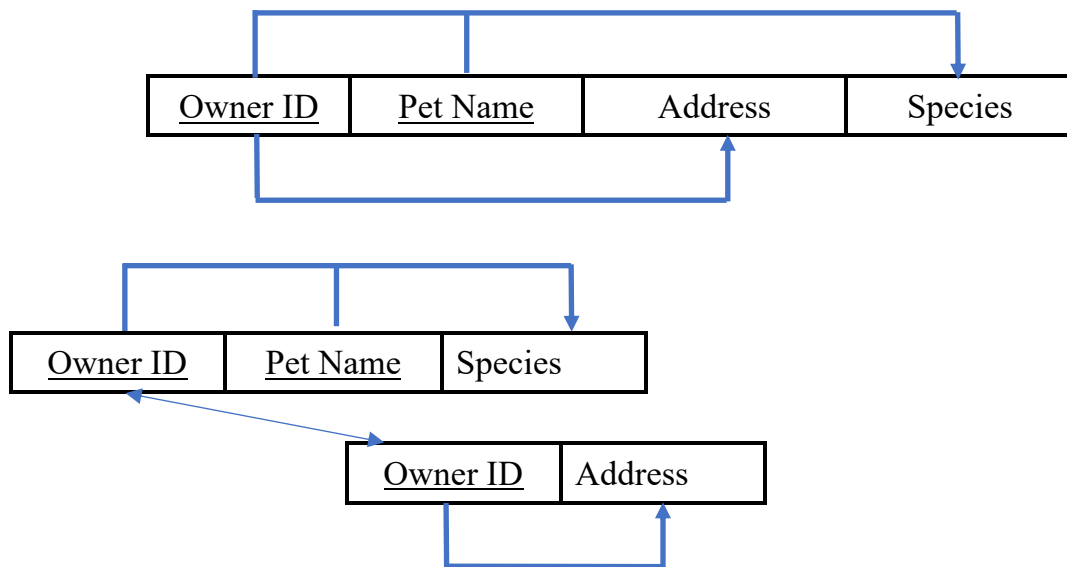 Owner ID Pet Name Address Species
Owner ID Pet Name Species
Owner ID Address